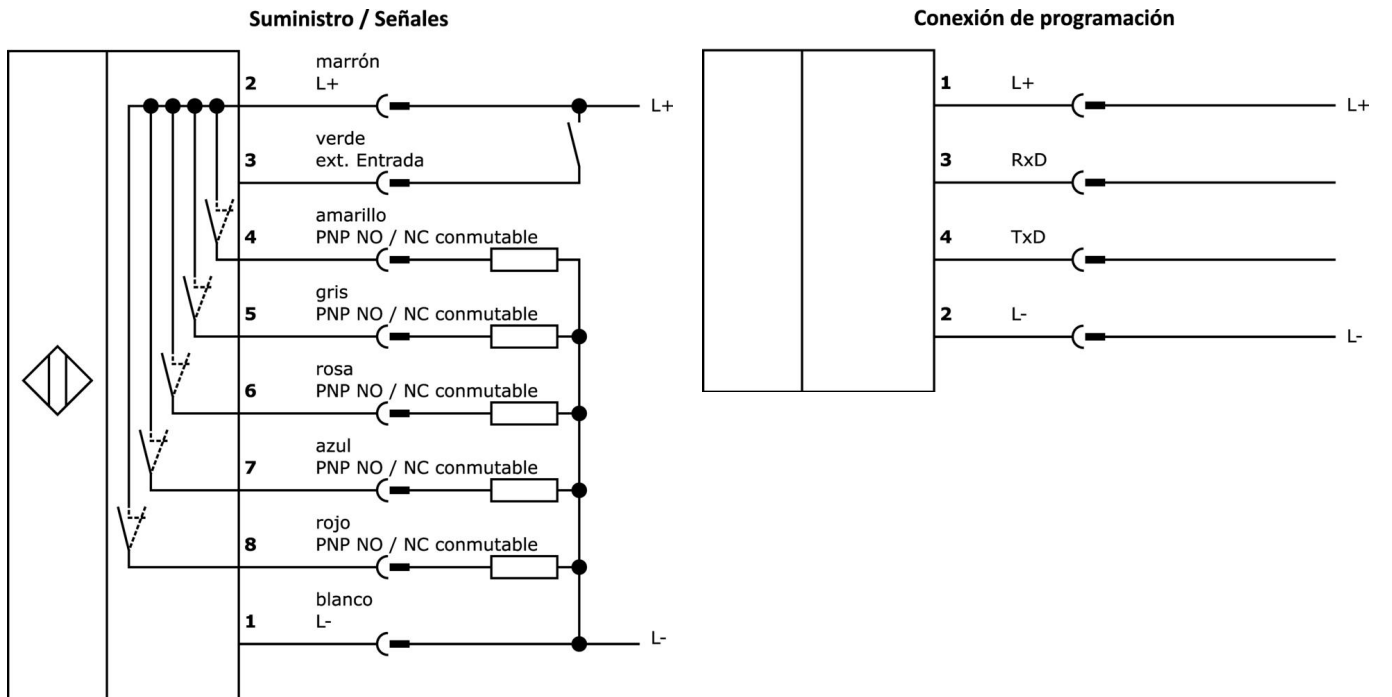 Suministro / Señales
marrón
2 L+
L+
verde
3 ext. Entrada
amarillo
4 PNP NO / NC conmutable
gris
5 PNP NO / NC conmutable
rosa
6 PNP NO / NC conmutable
azul
7 PNP NO / NC conmutable
rojo
8 PNP NO / NC conmutable
blanco
1 L-
L-
Conexión de programación
1 L+
L+
3 RxD
4 TxD
2 L-
L-